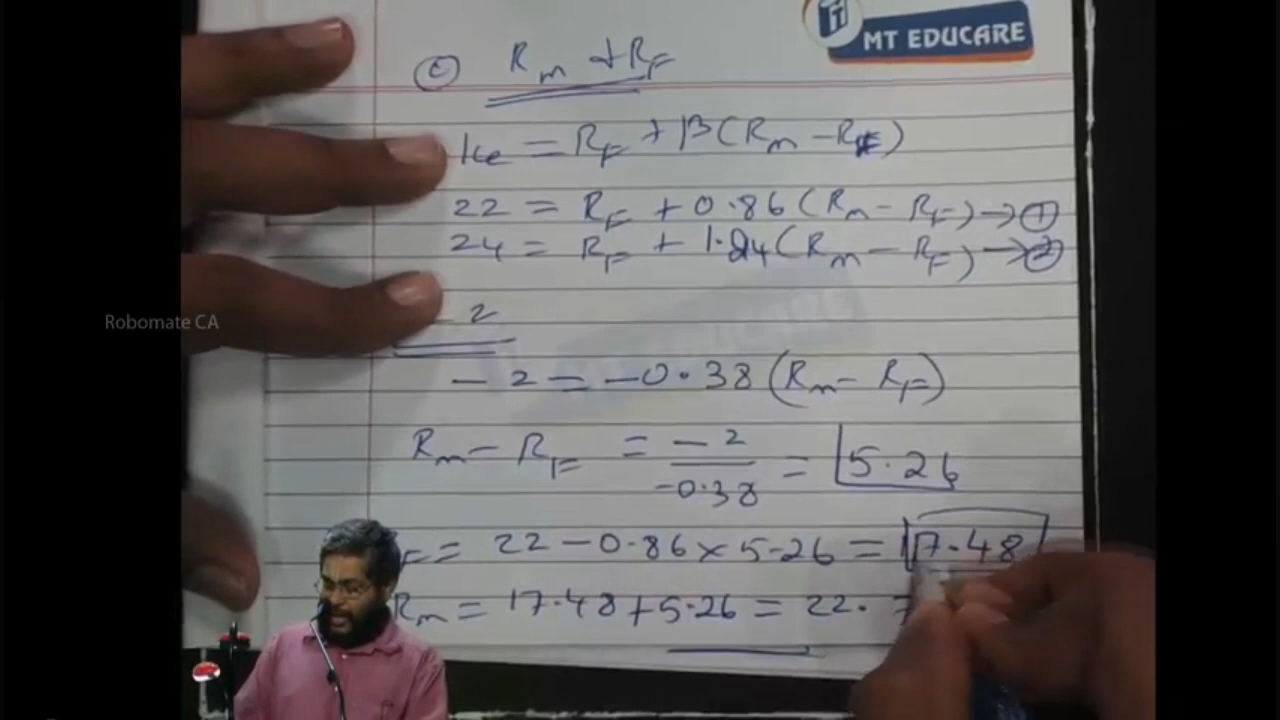 MT EDUCARE
(c) Rm + RF
Ke = RF + β(Rm - RF)
22 = RF + 0.86(Rm - RF) → ①
24 = RF + 1.24(Rm - RF) → ②
Robomate CA
2
- 2 = -0.38(Rm - RF)
Rm - RF = -2 / -0.38 = 5.26
F = 22 - 0.86 × 5.26 = 17.48
Rm = 17.48 + 5.26 = 22.7